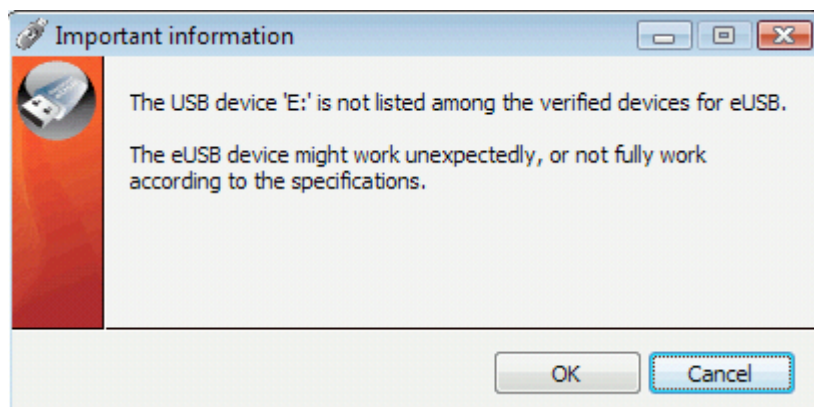 Important information
The USB device 'E:' is not listed among the verified devices for eUSB.
The eUSB device might work unexpectedly, or not fully work
according to the specifications.
OK
Cancel